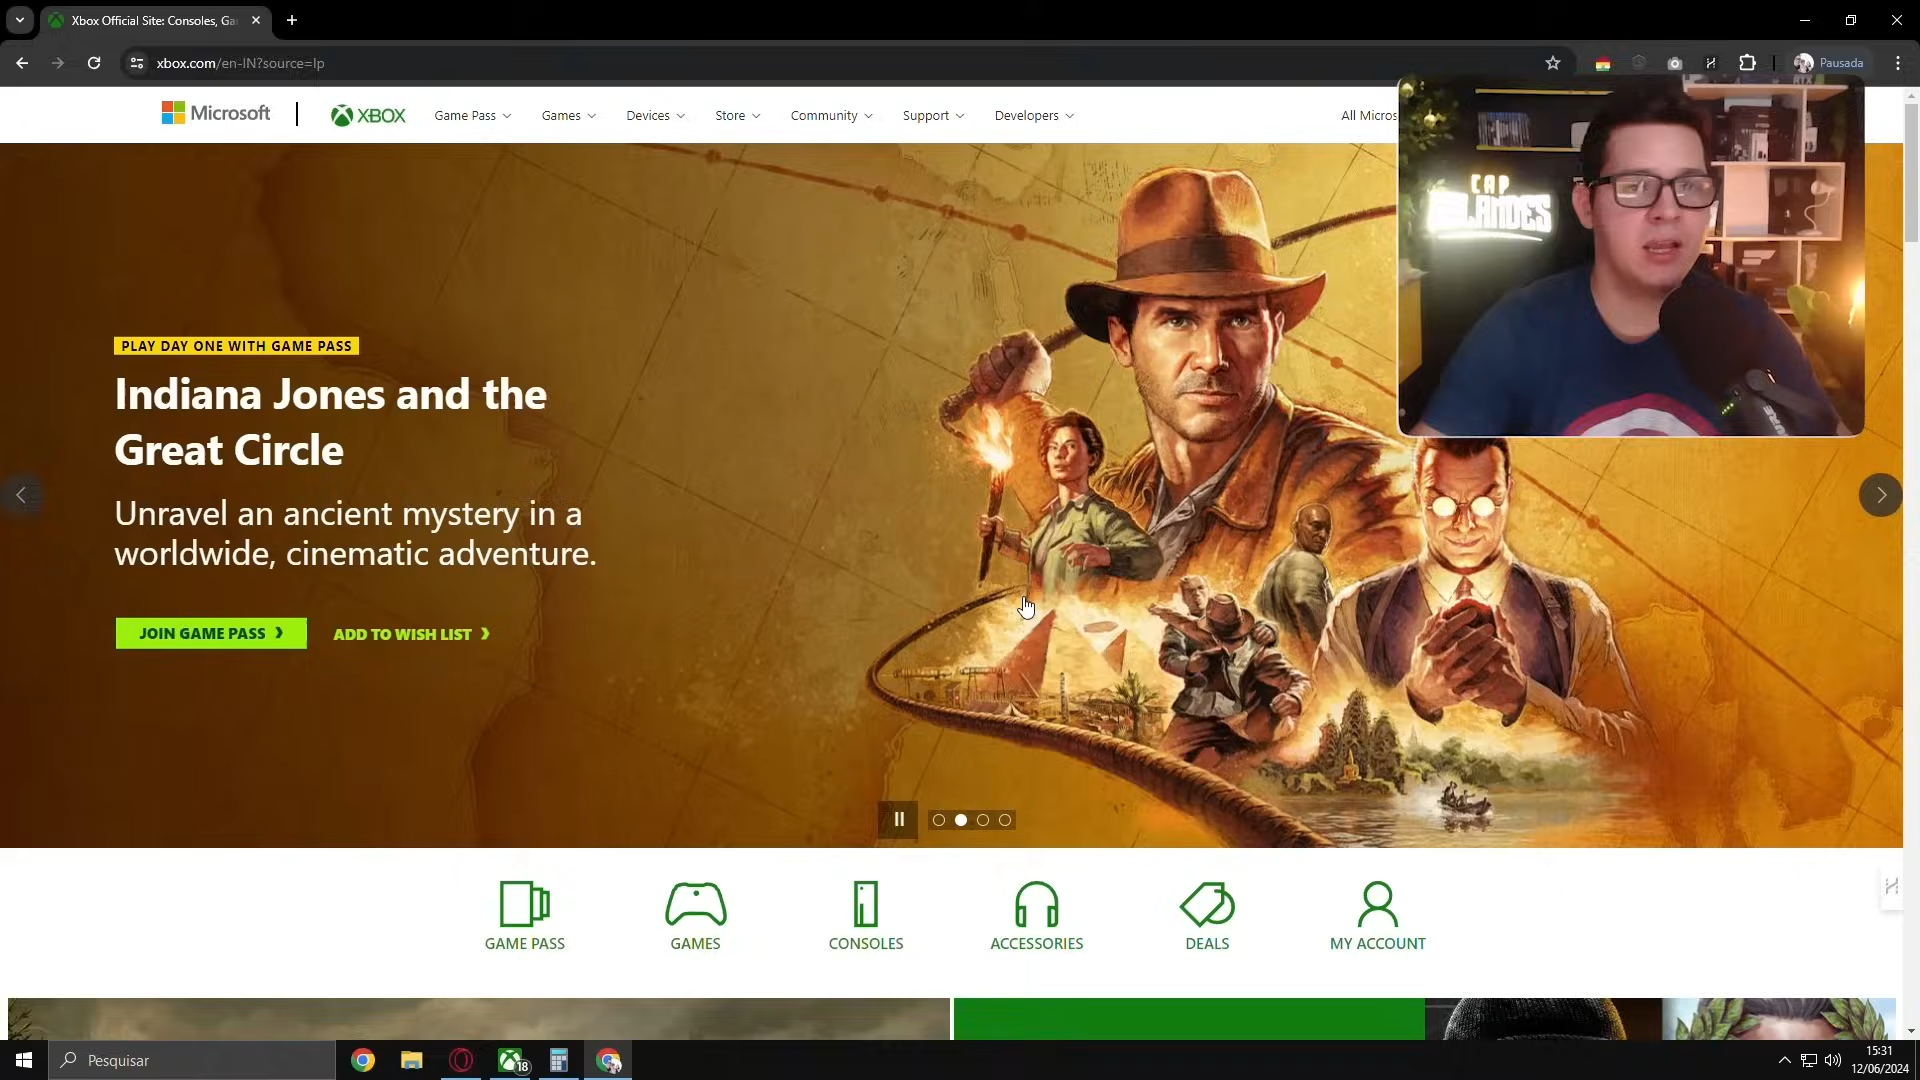 Xbox Official Site: Consoles, Ga
xbox.com/en-IN?source=lp
Pausada
Microsoft
XBOX
Game Pass
Games
Devices
Store
Community
Support
Developers
All Micros
CAP
PLAY DAY ONE WITH GAME PASS
Indiana Jones and the
Great Circle
Unravel an ancient mystery in a
worldwide, cinematic adventure.
JOIN GAME PASS
ADD TO WISH LIST
GAME PASS
GAMES
CONSOLES
ACCESSORIES
DEALS
MY ACCOUNT
Pesquisar
18
15:31
12/06/2024